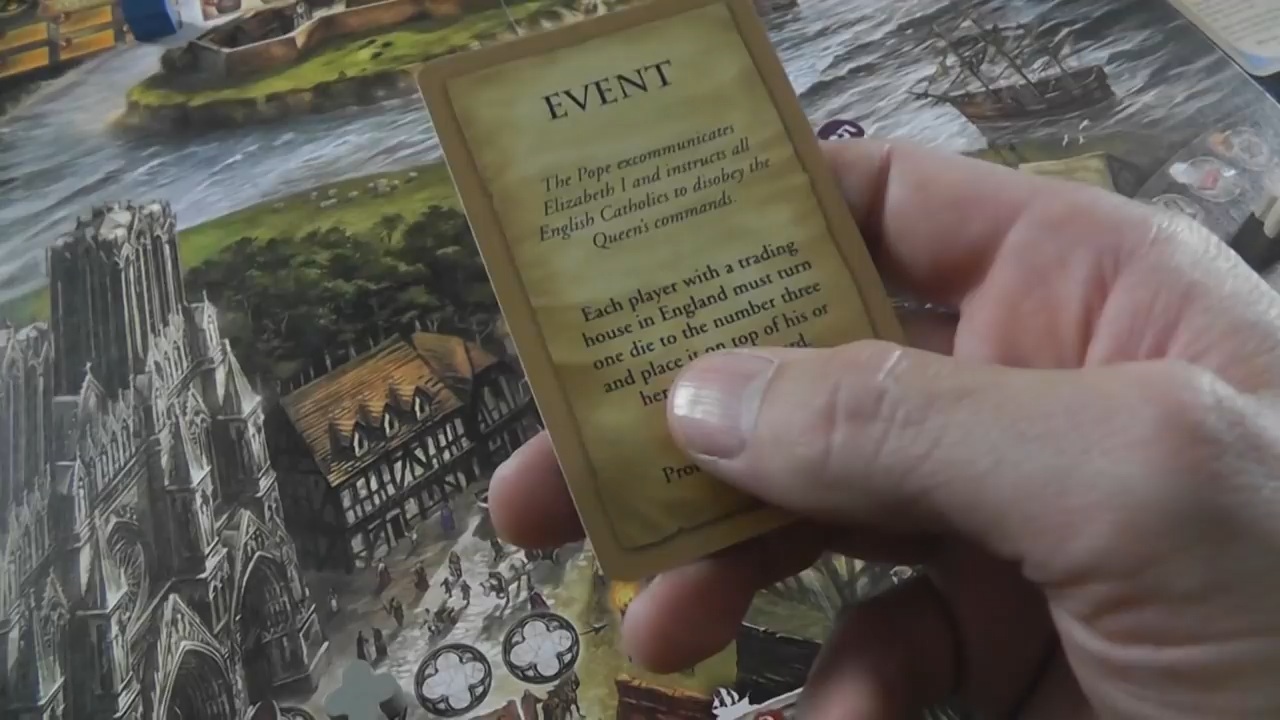 EVENT
The Pope excommunicates
Elizabeth I and instructs all
English Catholics to disobey the
Queen's commands.
Each player with a trading
house in England must turn
one die to the number three
and place it on top of his or